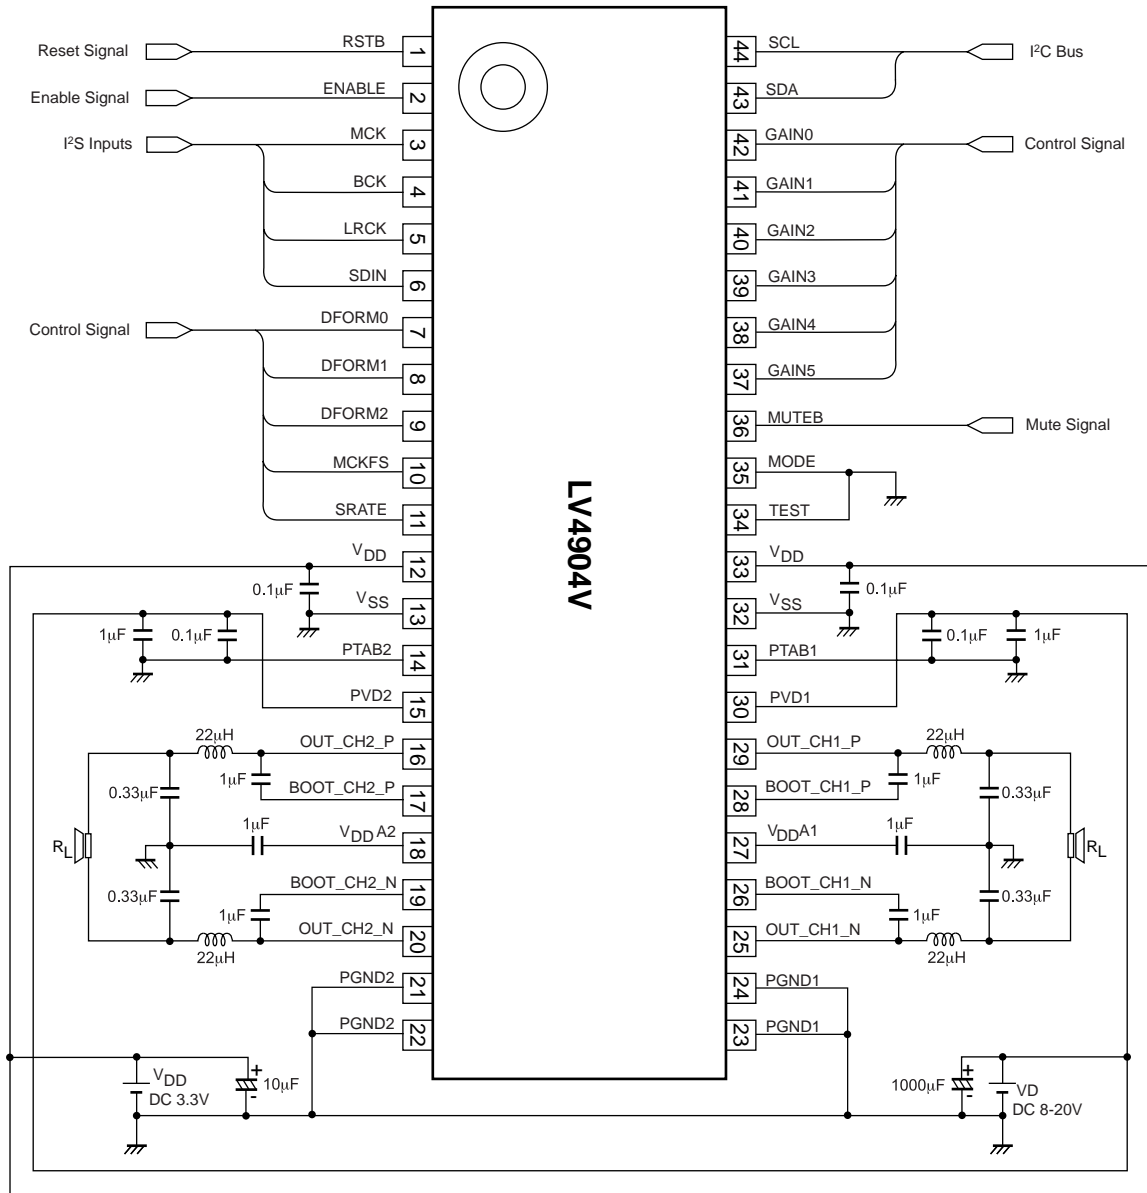 Reset Signal
RSTB
1
Enable Signal
ENABLE
2
I²S Inputs
MCK
3
BCK
4
LRCK
5
SDIN
6
Control Signal
DFORM0
7
DFORM1
8
DFORM2
9
MCKFS
10
SRATE
11
VDD
12
0.1µF
VSS
13
1µF
0.1µF
PTAB2
14
PVD2
15
22µH
OUT_CH2_P
16
1µF
BOOT_CH2_P
17
0.33µF
1µF
VDDA2
18
RL
BOOT_CH2_N
19
0.33µF
1µF
OUT_CH2_N
20
22µH
PGND2
21
PGND2
22
VDD
DC 3.3V
+
10µF
-
LV4904V
44
SCL
I²C Bus
43
SDA
42
GAIN0
Control Signal
41
GAIN1
40
GAIN2
39
GAIN3
38
GAIN4
37
GAIN5
36
MUTEB
Mute Signal
35
MODE
34
TEST
33
VDD
0.1µF
32
VSS
0.1µF
1µF
31
PTAB1
30
PVD1
22µH
29
OUT_CH1_P
1µF
28
BOOT_CH1_P
0.33µF
1µF
27
VDDA1
RL
26
BOOT_CH1_N
0.33µF
1µF
25
OUT_CH1_N
22µH
24
PGND1
23
PGND1
1000µF
+
-
VD
DC 8-20V